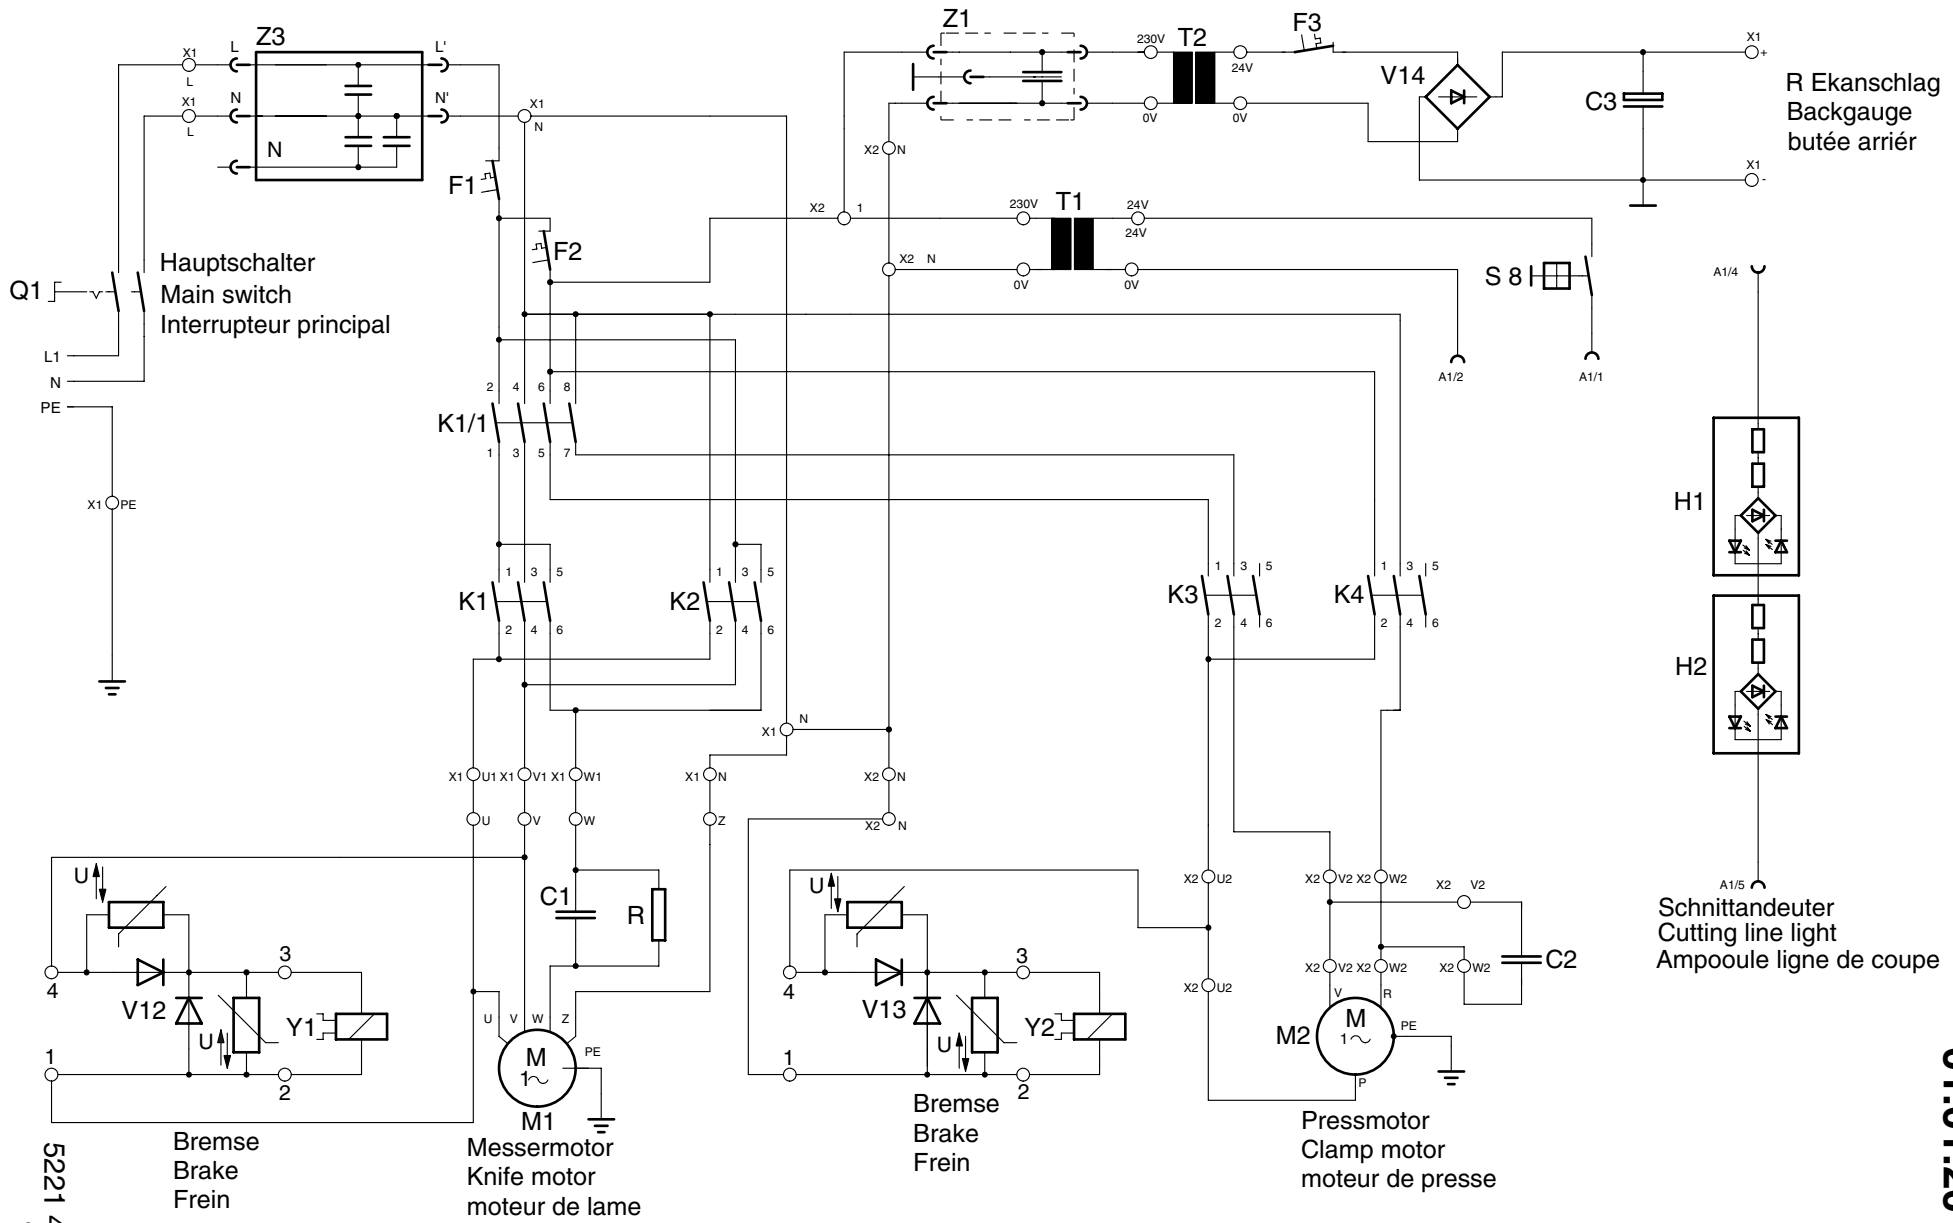 Z3
X1
L
L
L'
X1
N
N'
L
N
X1
N
F1
F2
Q1
Hauptschalter
Main switch
Interrupteur principal
L1
N
PE
X1 PE
Z1
230V
T2
F3
24V
0V
0V
V14
C3
X1
+
X1
-
R Ekanschlag
Backgauge
butée arriér
X2 N
X2 1
230V
T1
24V
24V
X2 N
0V
0V
S 8
A1/4
A1/2
A1/1
2 4 6 8
K1/1
1 3 5 7
H1
H2
1 3 5
K1
2 4 6
1 3 5
K2
2 4 6
1 3 5
K3
2 4 6
1 3 5
K4
2 4 6
X1 N
X1 U1 X1 V1 X1 W1
X1 N
X2 N
U V W Z
X2 N
X2 U2
X2 V2 X2 W2
X2 V2
A1/5
Schnittandeuter
Cutting line light
Ampooule ligne de coupe
U
C1
R
U
4
V12
3
Y1
U
1
2
4
V13
3
Y2
U
1
2
X2 U2
X2 V2 X2 W2 X2 W2
C2
U V W Z
M
1~
PE
M1
V R
M2
M
1~
PE
P
Bremse
Brake
Frein
Messermotor
Knife motor
moteur de lame
Bremse
Brake
Frein
Pressmotor
Clamp motor
moteur de presse
5221